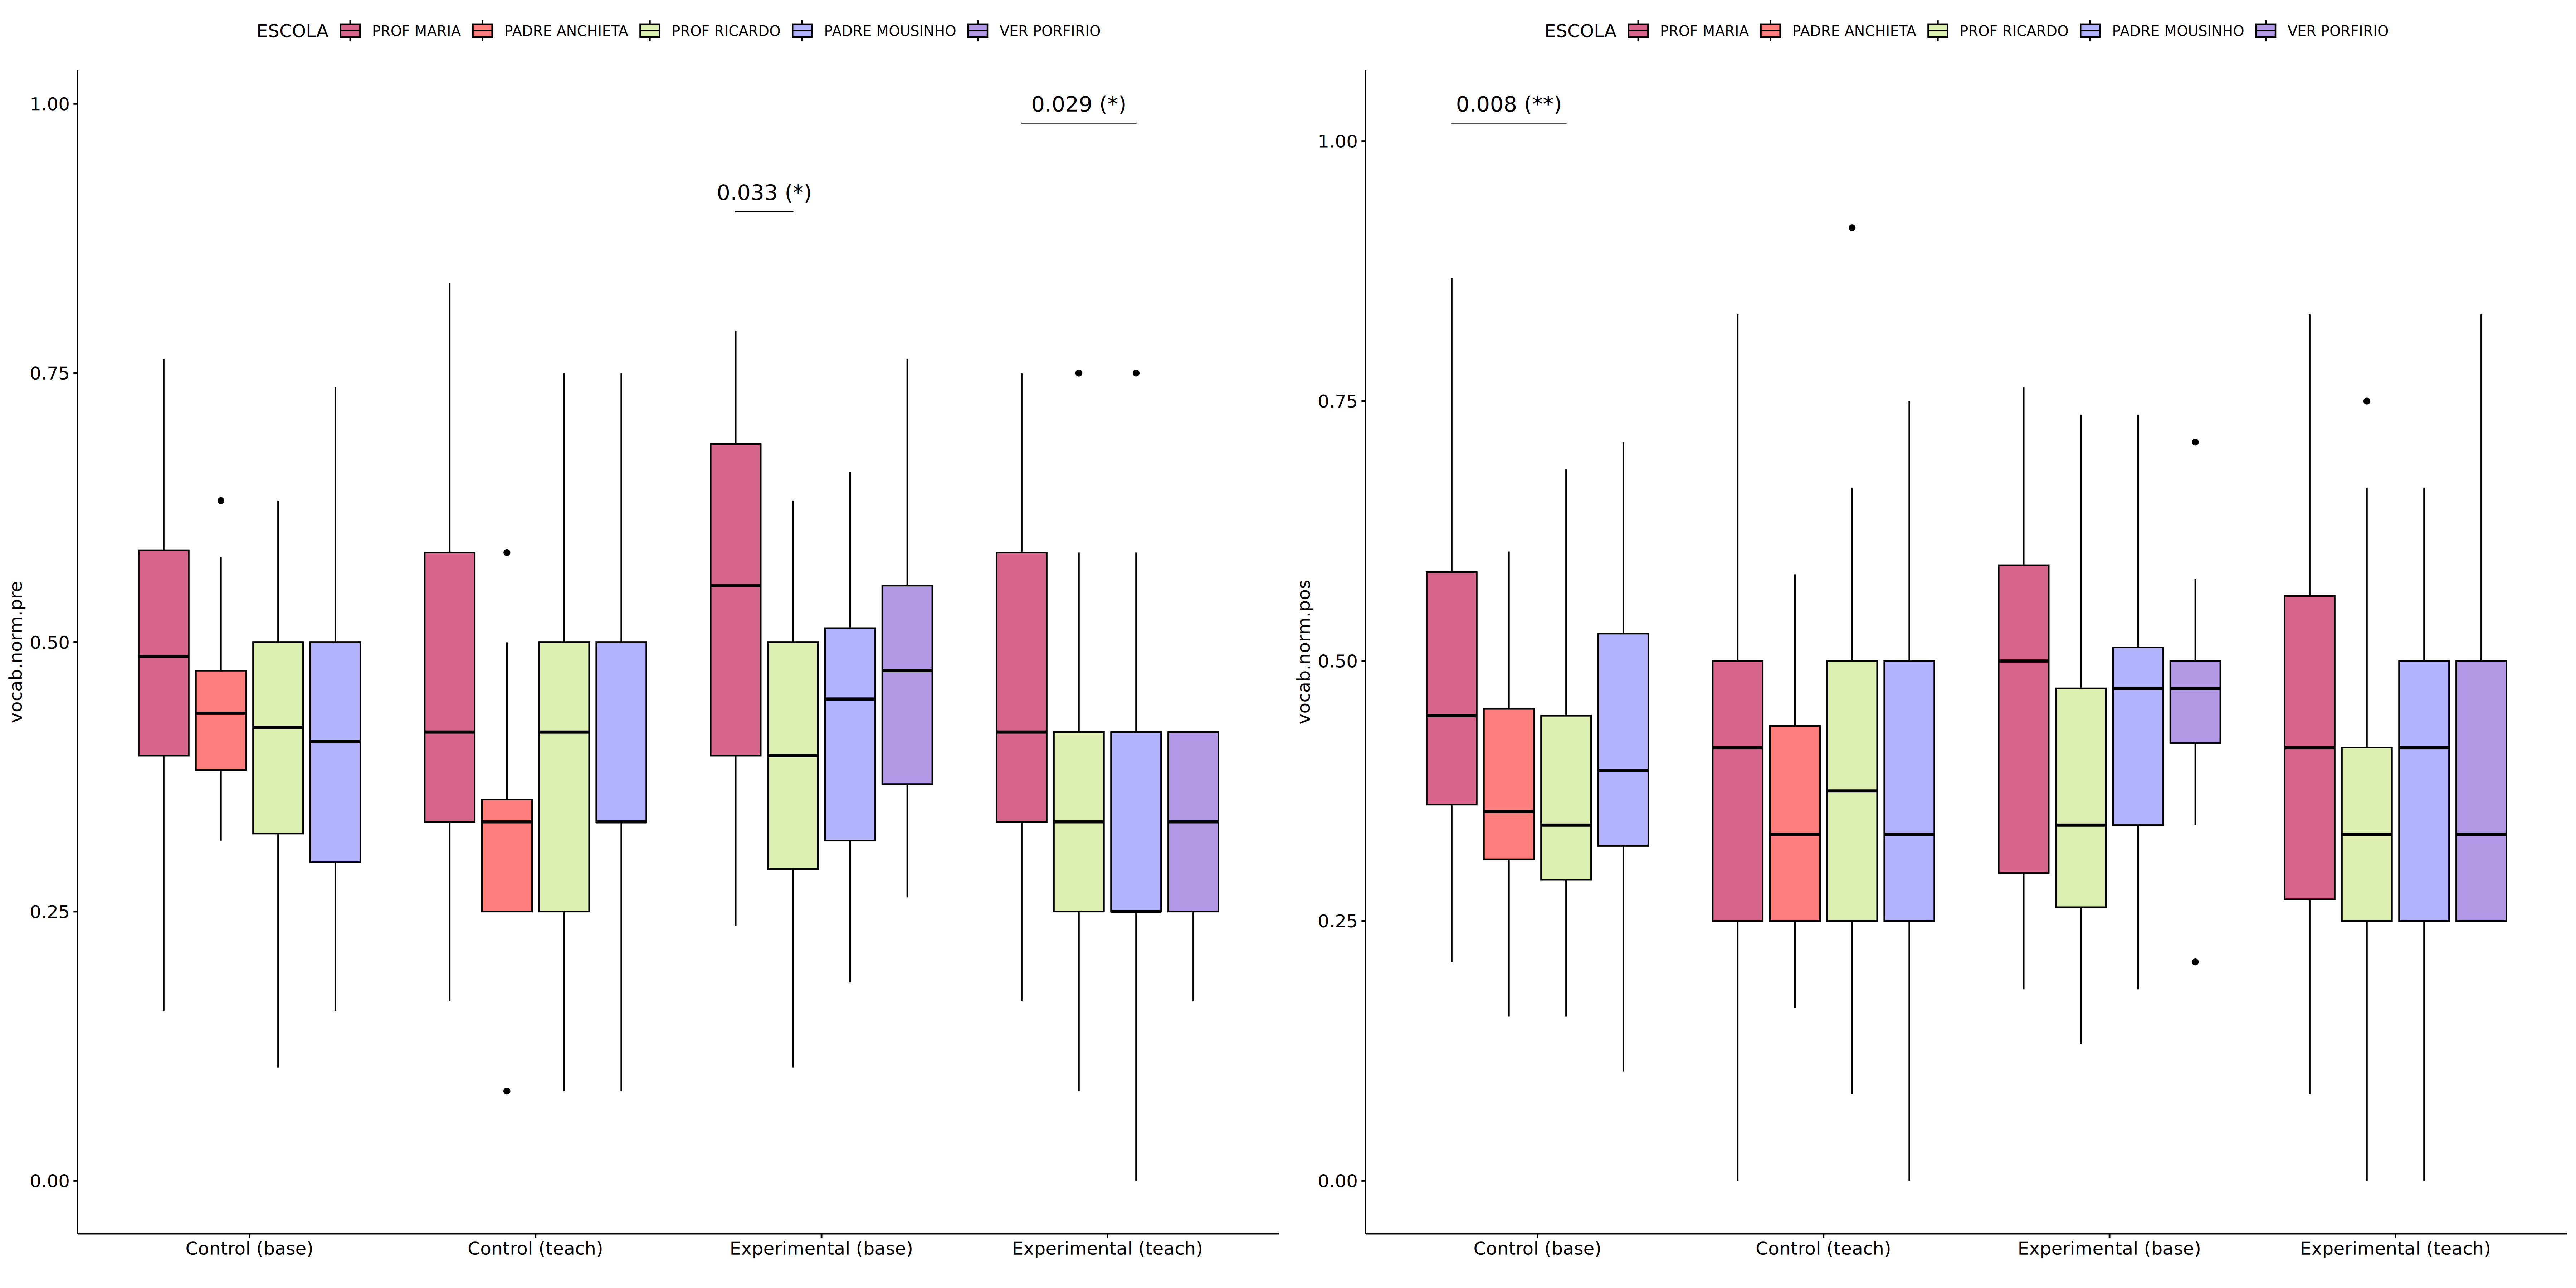 ESCOLA PROF MARIA PADRE ANCHIETA PROF RICARDO PADRE MOUSINHO VER PORFIRIO
0.029 (*)
0.033 (*)
1.00
0.75
0.50
0.25
0.00
vocab.norm.pre
Control (base) Control (teach) Experimental (base) Experimental (teach)
ESCOLA PROF MARIA PADRE ANCHIETA PROF RICARDO PADRE MOUSINHO VER PORFIRIO
0.008 (**)
1.00
0.75
0.50
0.25
0.00
vocab.norm.pos
Control (base) Control (teach) Experimental (base) Experimental (teach)